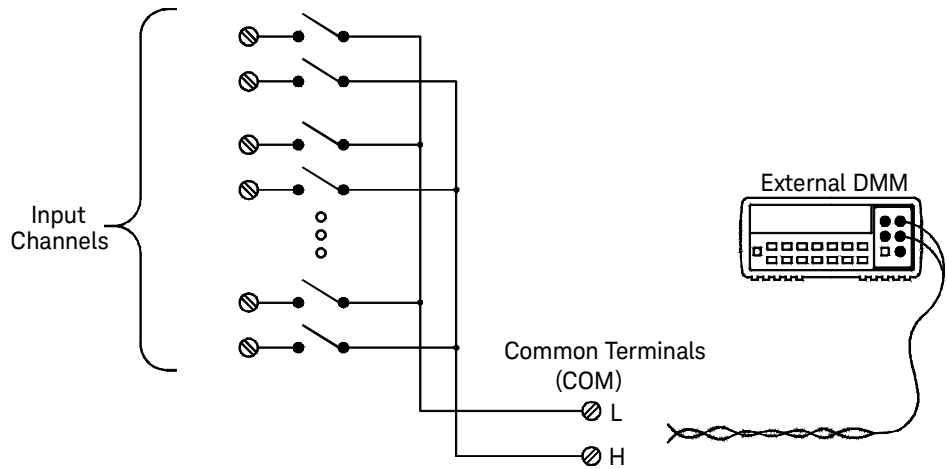 External DMM
Input
Channels
Common Terminals
(COM)
L
H